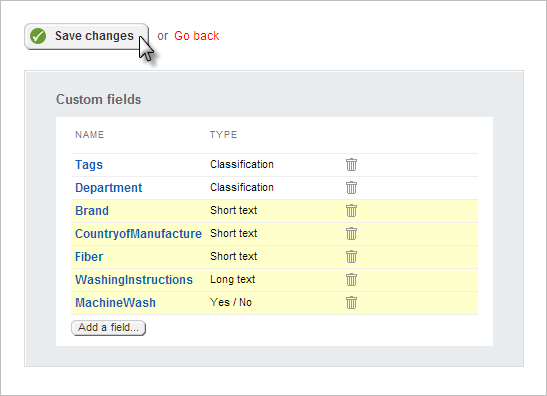 Save changes or Go back
Custom fields
NAME TYPE
Tags Classification
Department Classification
Brand Short text
CountryofManufacture Short text
Fiber Short text
WashingInstructions Long text
MachineWash Yes / No
Add a field...